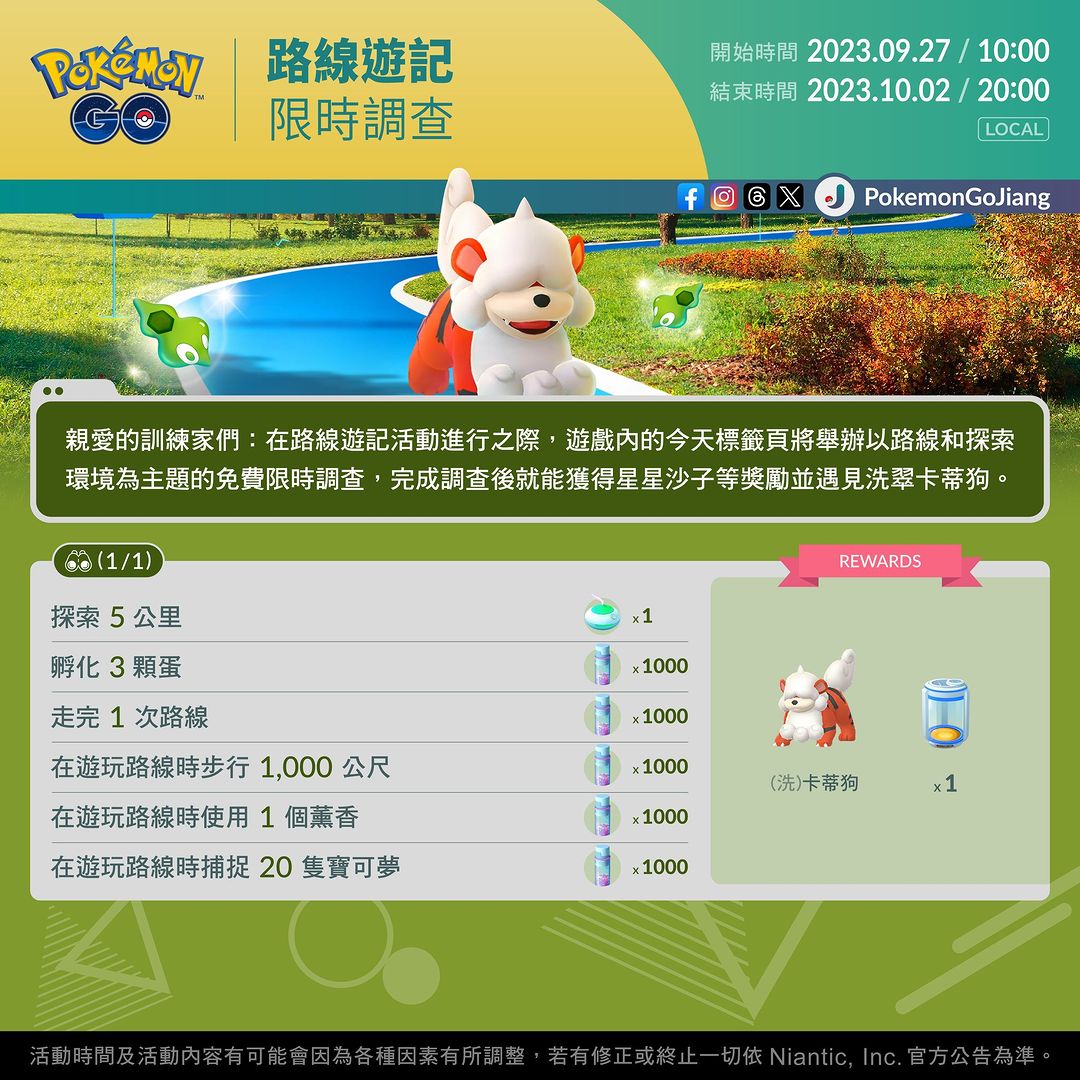 POKÉMON GO
TM
路線遊記
限時調查
開始時間 2023.09.27 / 10:00
結束時間 2023.10.02 / 20:00
LOCAL
PokemonGoJiang
親愛的訓練家們：在路線遊記活動進行之際，遊戲內的今天標籤頁將舉辦以路線和探索
環境為主題的免費限時調查，完成調查後就能獲得星星沙子等獎勵並遇見洗翠卡蒂狗。
(1/1)
REWARDS
探索 5 公里 x1
孵化 3 顆蛋 x1000
走完 1 次路線 x1000
在遊玩路線時步行 1,000 公尺 x1000
在遊玩路線時使用 1 個薰香 x1000
在遊玩路線時捕捉 20 隻寶可夢 x1000
(洗)卡蒂狗 x1
活動時間及活動內容有可能會因為各種因素有所調整，若有修正或終止一切依 Niantic, Inc. 官方公告為準。